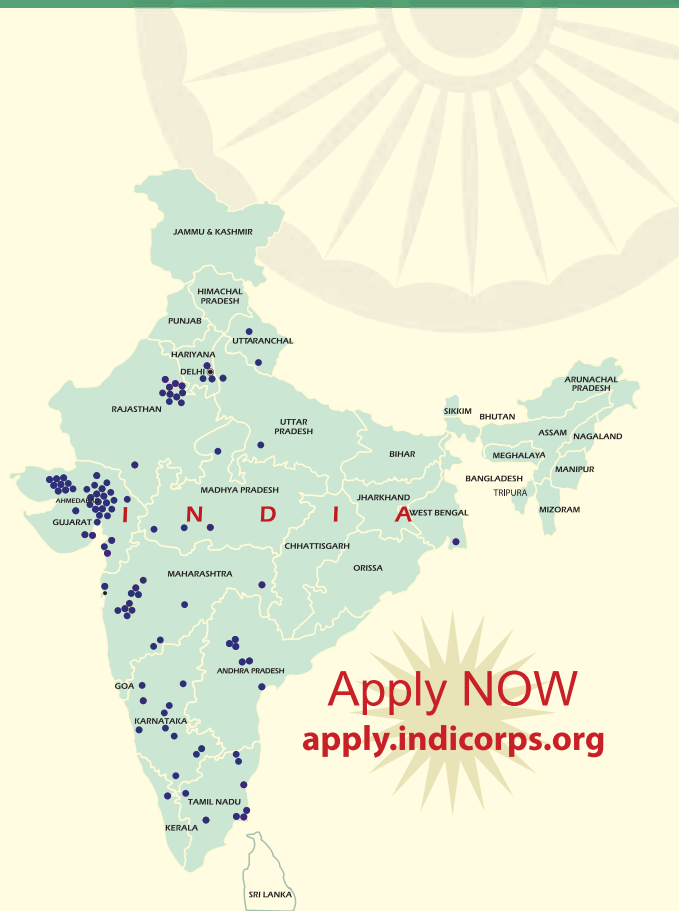 JAMMU & KASHMIR
HIMACHAL
PRADESH
PUNJAB
UTTARANCHAL
HARIYANA
DELHI
RAJASTHAN
UTTAR
PRADESH
SIKKIM
BHUTAN
ARUNACHAL
PRADESH
ASSAM
NAGALAND
BIHAR
MEGHALAYA
MANIPUR
BANGLADESH
TRIPURA
MIZORAM
MADHYA PRADESH
JHARKHAND
WEST BENGAL
GUJARAT
I N D I A
CHHATTISGARH
ORISSA
MAHARASHTRA
ANDHRA PRADESH
GOA
KARNATAKA
TAMIL NADU
KERALA
SRI LANKA
Apply NOW
apply.indicorps.org